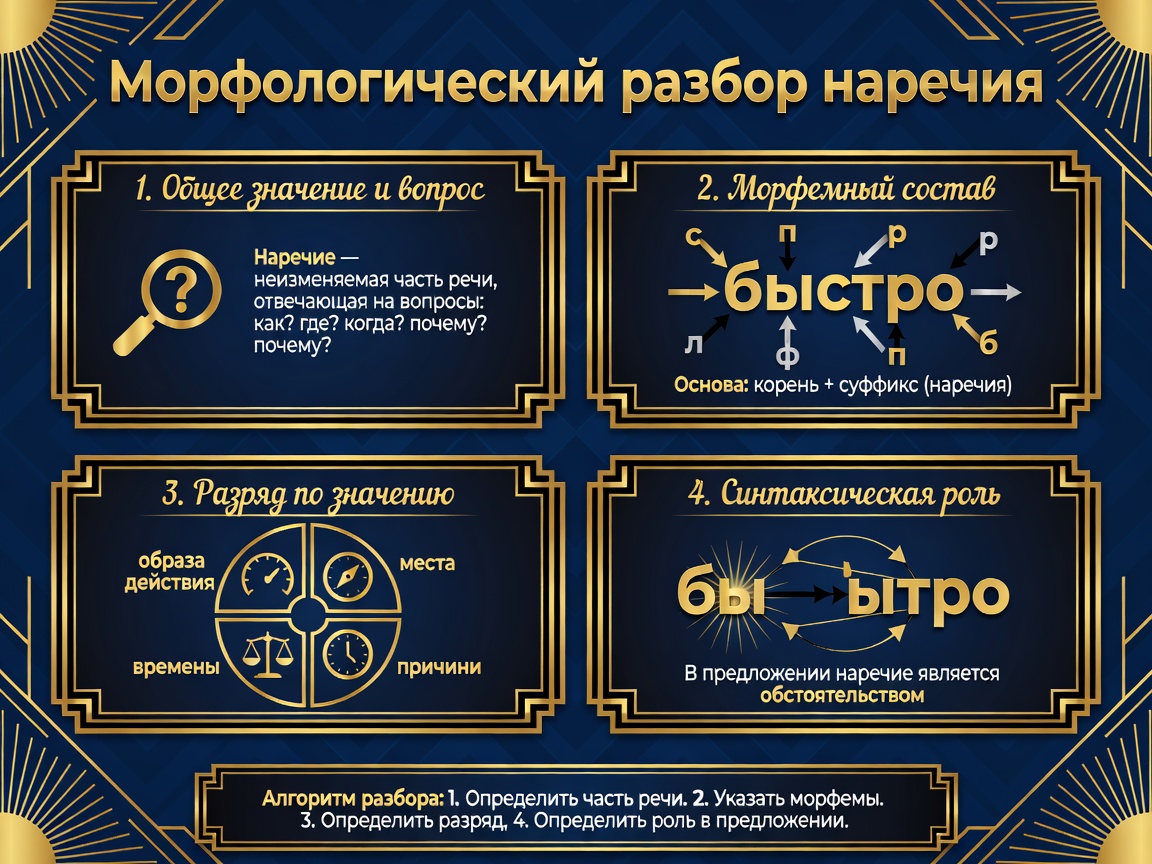 Морфологический разбор наречия
1. Общее значение и вопрос
?
Наречие —
неизменяемая часть речи,
отвечающая на вопросы:
как? где? когда? почему?
почему?
2. Морфемный состав
с п р р
быстро
л ф п б
Основа: корень + суффикс (наречия)
3. Разряд по значению
образа
действия
места
времены
причини
4. Синтаксическая роль
бы ытро
В предложении наречие является
обстоятельством
Алгоритм разбора: 1. Определить часть речи. 2. Указать морфемы.
3. Определить разряд, 4. Определить роль в предложении.